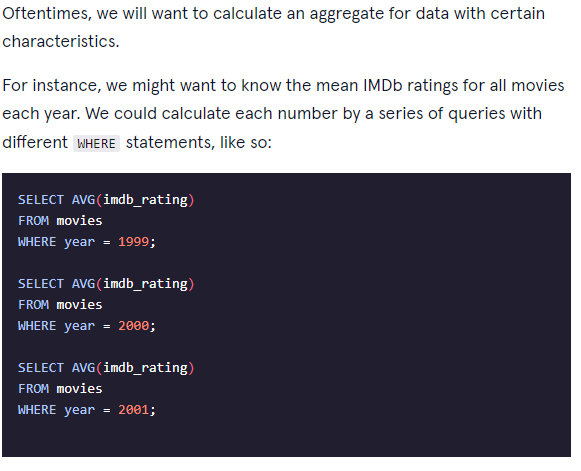 Oftentimes, we will want to calculate an aggregate for data with certain
characteristics.
For instance, we might want to know the mean IMDb ratings for all movies
each year. We could calculate each number by a series of queries with
different WHERE statements, like so:
SELECT AVG(imdb_rating)
FROM movies
WHERE year = 1999;
SELECT AVG(imdb_rating)
FROM movies
WHERE year = 2000;
SELECT AVG(imdb_rating)
FROM movies
WHERE year = 2001;